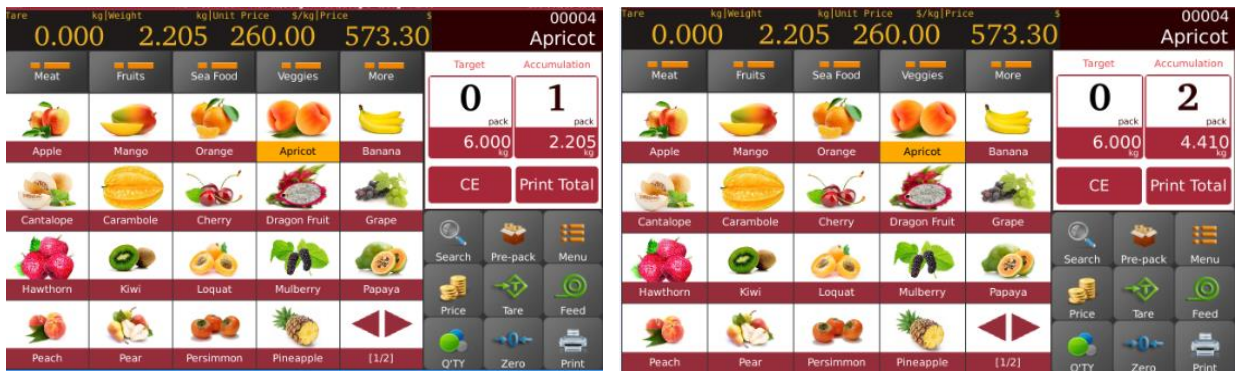 Tare kg|Weight kg|Unit Price $/kg|Price $
0.000 2.205 260.00 573.30
00004
Apricot
Meat Fruits Sea Food Veggies More
Target Accumulation
0 1
pack pack
6.000 2.205
kg kg
Apple Mango Orange Apricot Banana
CE Print Total
Cantalope Carambole Cherry Dragon Fruit Grape
Search Pre-pack Menu
Hawthorn Kiwi Loquat Mulberry Papaya
Price Tare Feed
Peach Pear Persimmon Pineapple [1/2]
Q'TY Zero Print
Tare kg|Weight kg|Unit Price $/kg|Price $
0.000 2.205 260.00 573.30
00004
Apricot
Meat Fruits Sea Food Veggies More
Target Accumulation
0 2
pack pack
6.000 4.410
kg kg
Apple Mango Orange Apricot Banana
CE Print Total
Cantalope Carambole Cherry Dragon Fruit Grape
Search Pre-pack Menu
Hawthorn Kiwi Loquat Mulberry Papaya
Price Tare Feed
Peach Pear Persimmon Pineapple [1/2]
Q'TY Zero Print